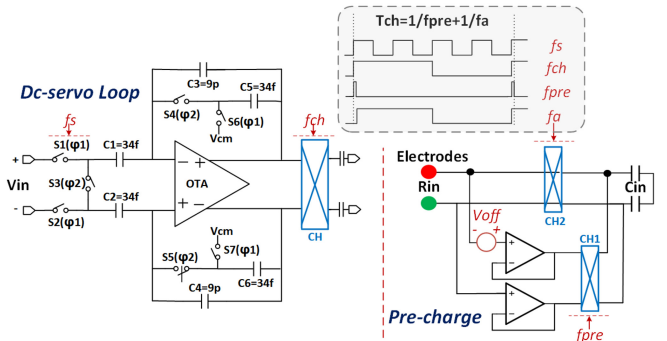 Tch=1/fpre+1/fa
fs
fch
fpre
fa
Dc-servo Loop
fs
S1(φ1)
C1=34f
C3=9p
C5=34f
S4(φ2)
S6(φ1)
Vcm
fch
+
Vin
-
S3(φ2)
C2=34f
S2(φ1)
− +
OTA
+ −
CH
Vcm
S5(φ2)
S7(φ1)
C6=34f
C4=9p
Electrodes
Rin
Cin
CH2
Voff
- +
+
-
CH1
+
-
Pre-charge
fpre